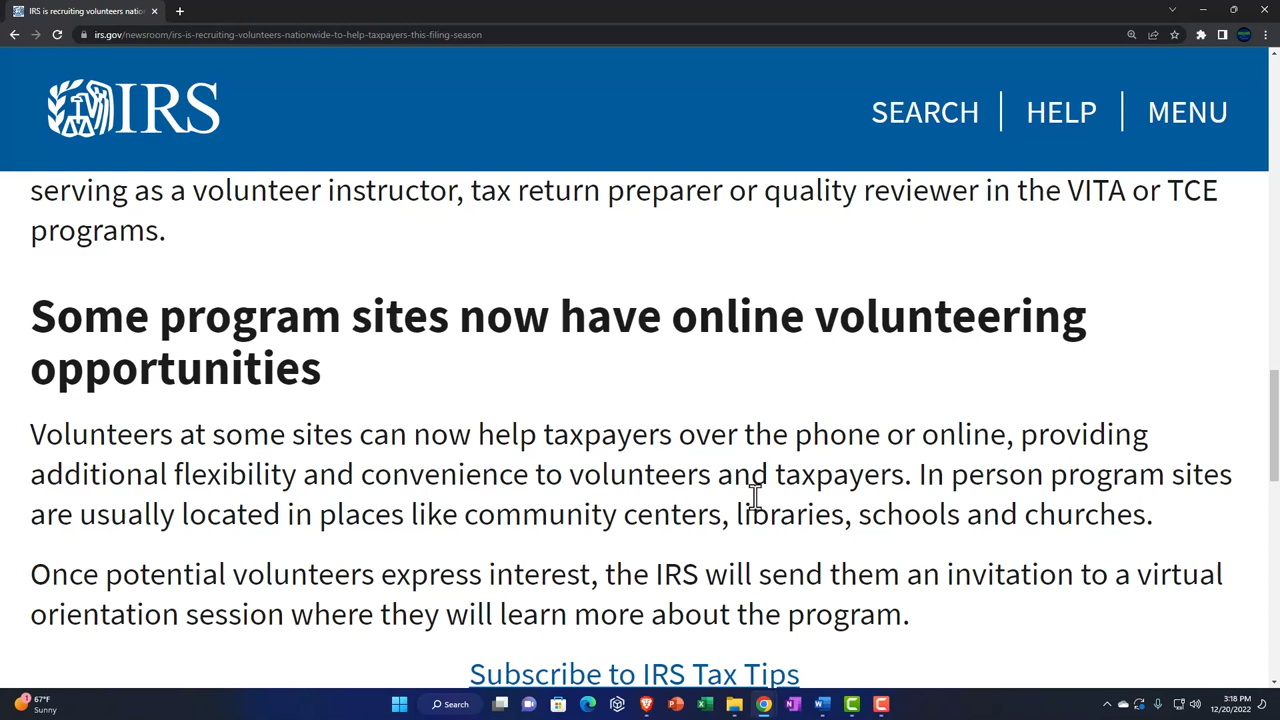 IRS is recruiting volunteers natio
irs.gov/newsroom/irs-is-recruiting-volunteers-nationwide-to-help-taxpayers-this-filing-season
IRS
SEARCH
HELP
MENU
serving as a volunteer instructor, tax return preparer or quality reviewer in the VITA or TCE
programs.
Some program sites now have online volunteering
opportunities
Volunteers at some sites can now help taxpayers over the phone or online, providing
additional flexibility and convenience to volunteers and taxpayers. In person program sites
are usually located in places like community centers, libraries, schools and churches.
Once potential volunteers express interest, the IRS will send them an invitation to a virtual
orientation session where they will learn more about the program.
Subscribe to IRS Tax Tips
1
67°F
Sunny
Search
3:18 PM
12/20/2022